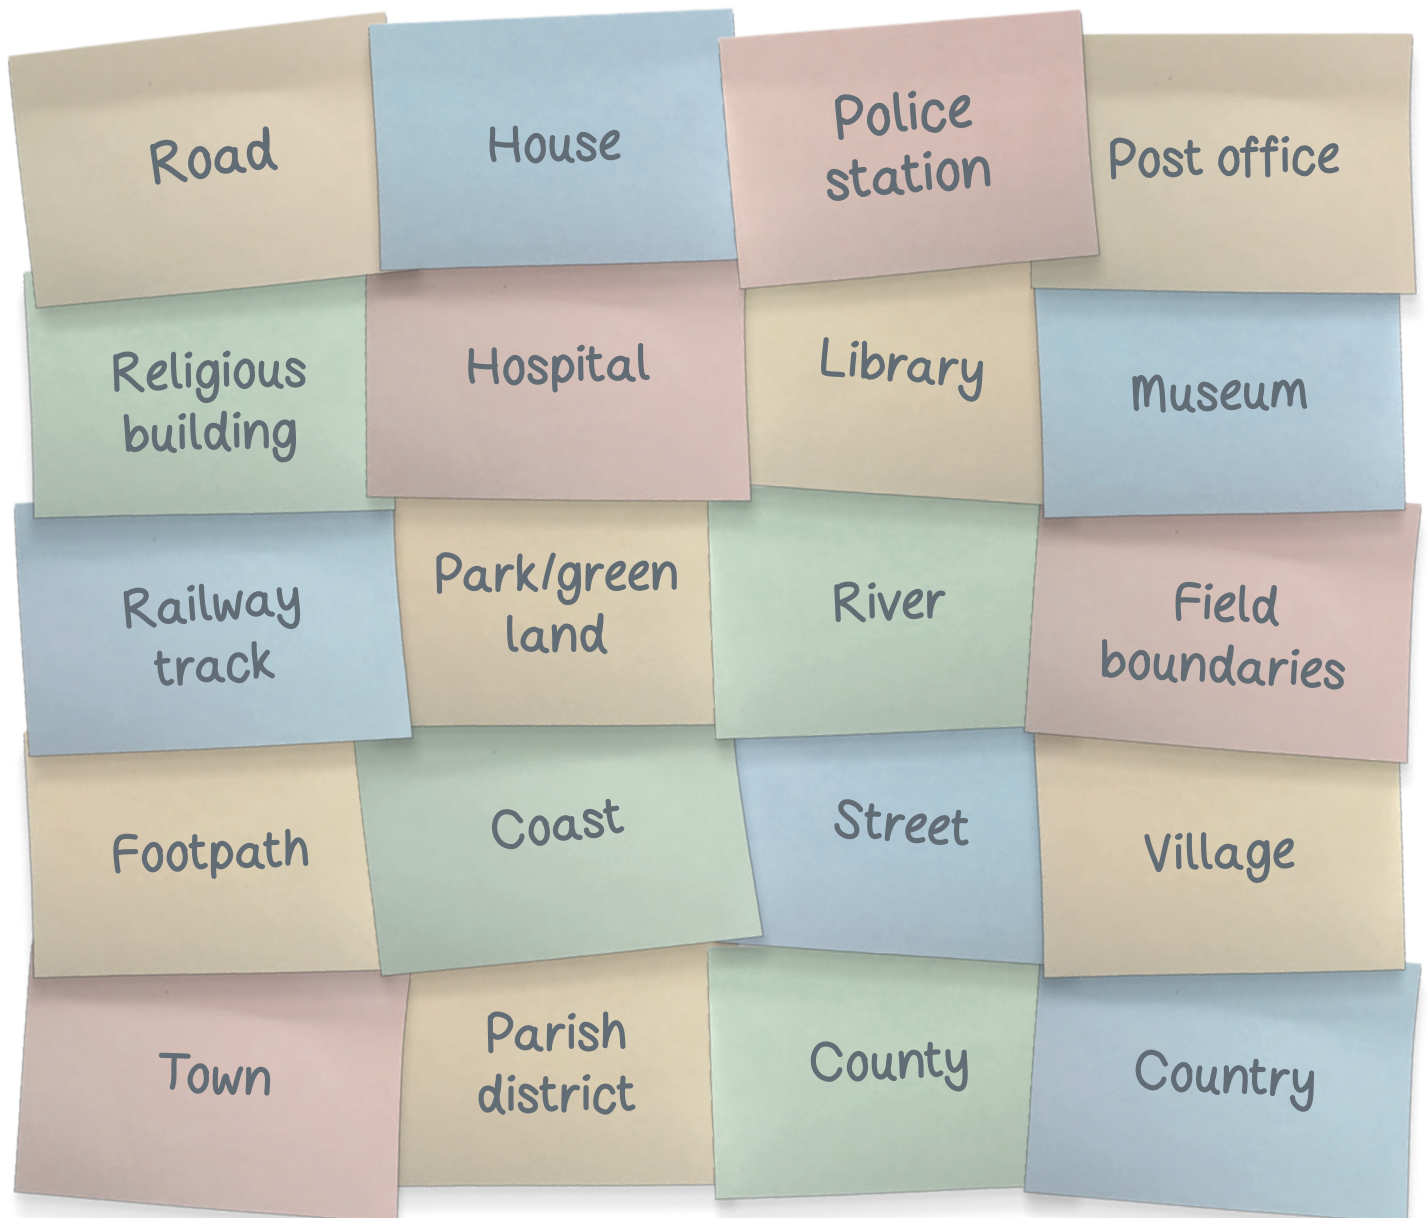 Road
House
Police
station
Post office
Religious
building
Hospital
Library
Museum
Railway
track
Park/green
land
River
Field
boundaries
Footpath
Coast
Street
Village
Town
Parish
district
County
Country